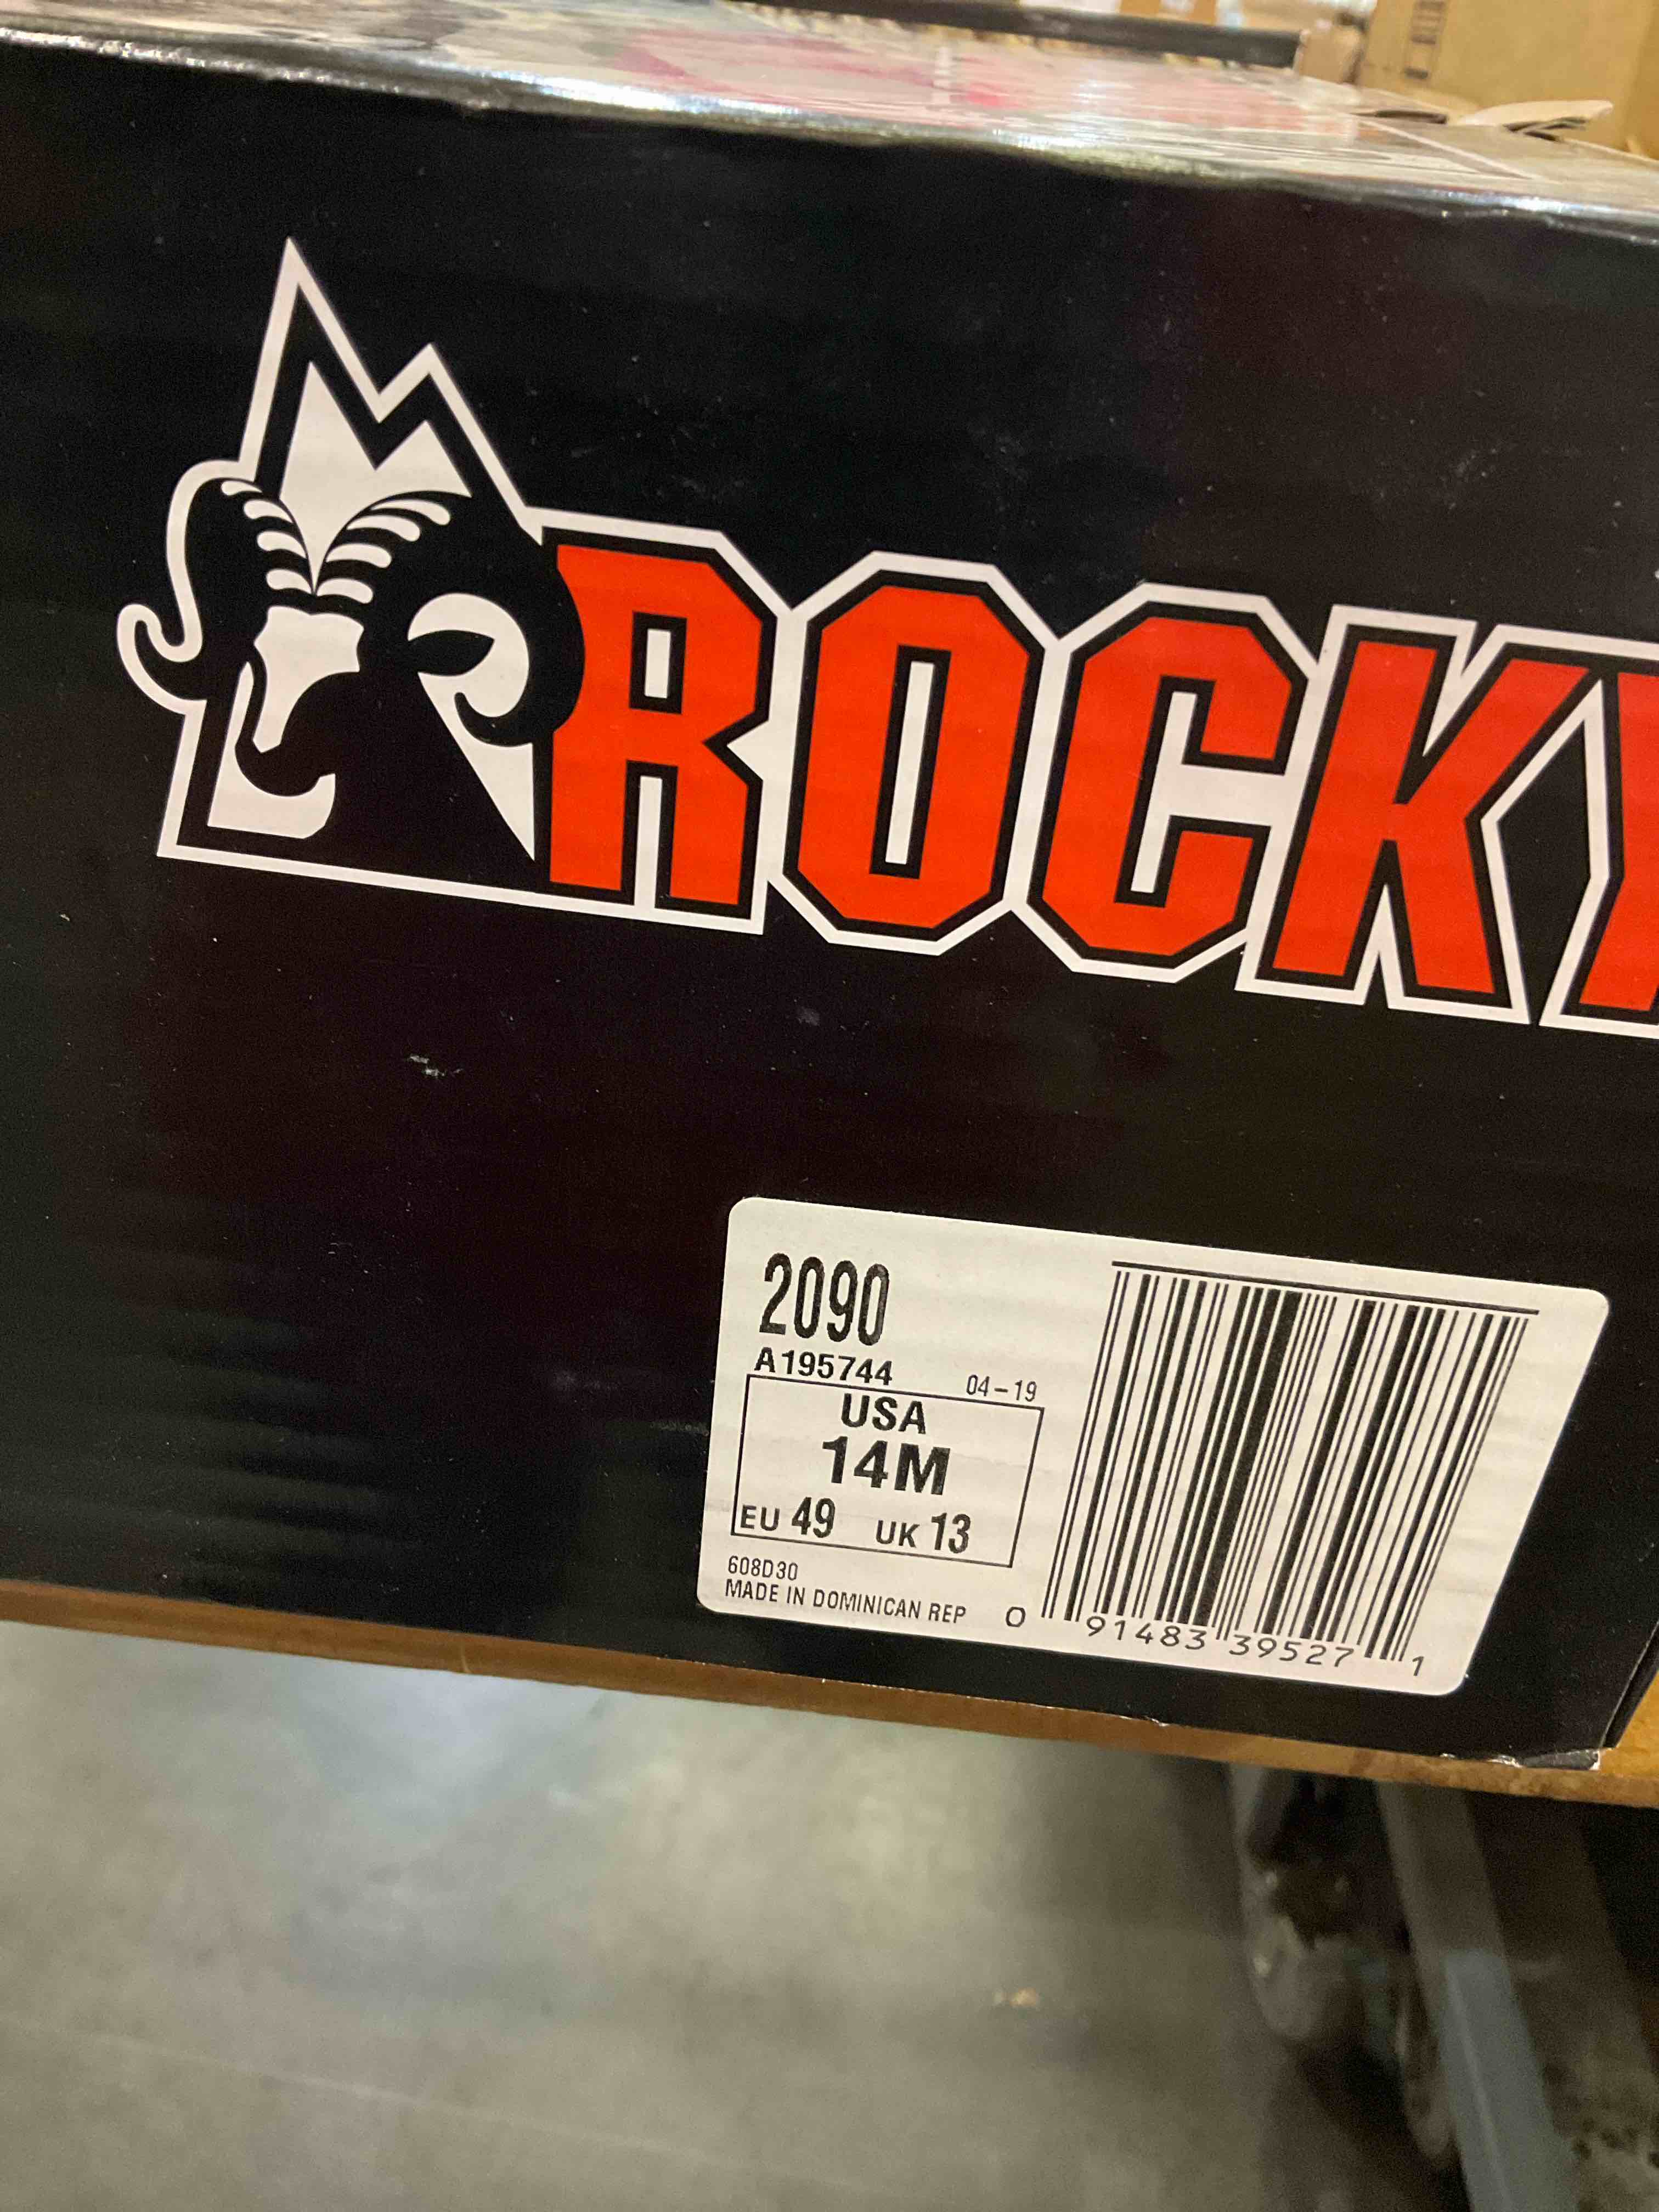 ROCKY
2090
A195744 04-19
USA
14M
EU 49 UK 13
608D30
MADE IN DOMINICAN REP
0 91483 39527 1